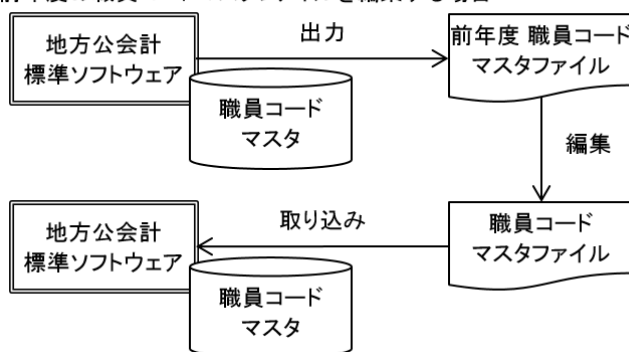 地方公会計
標準ソフトウェア
出力
前年度 職員コード
マスタファイル
職員コード
マスタ
編集
地方公会計
標準ソフトウェア
取り込み
職員コード
マスタファイル
職員コード
マスタ